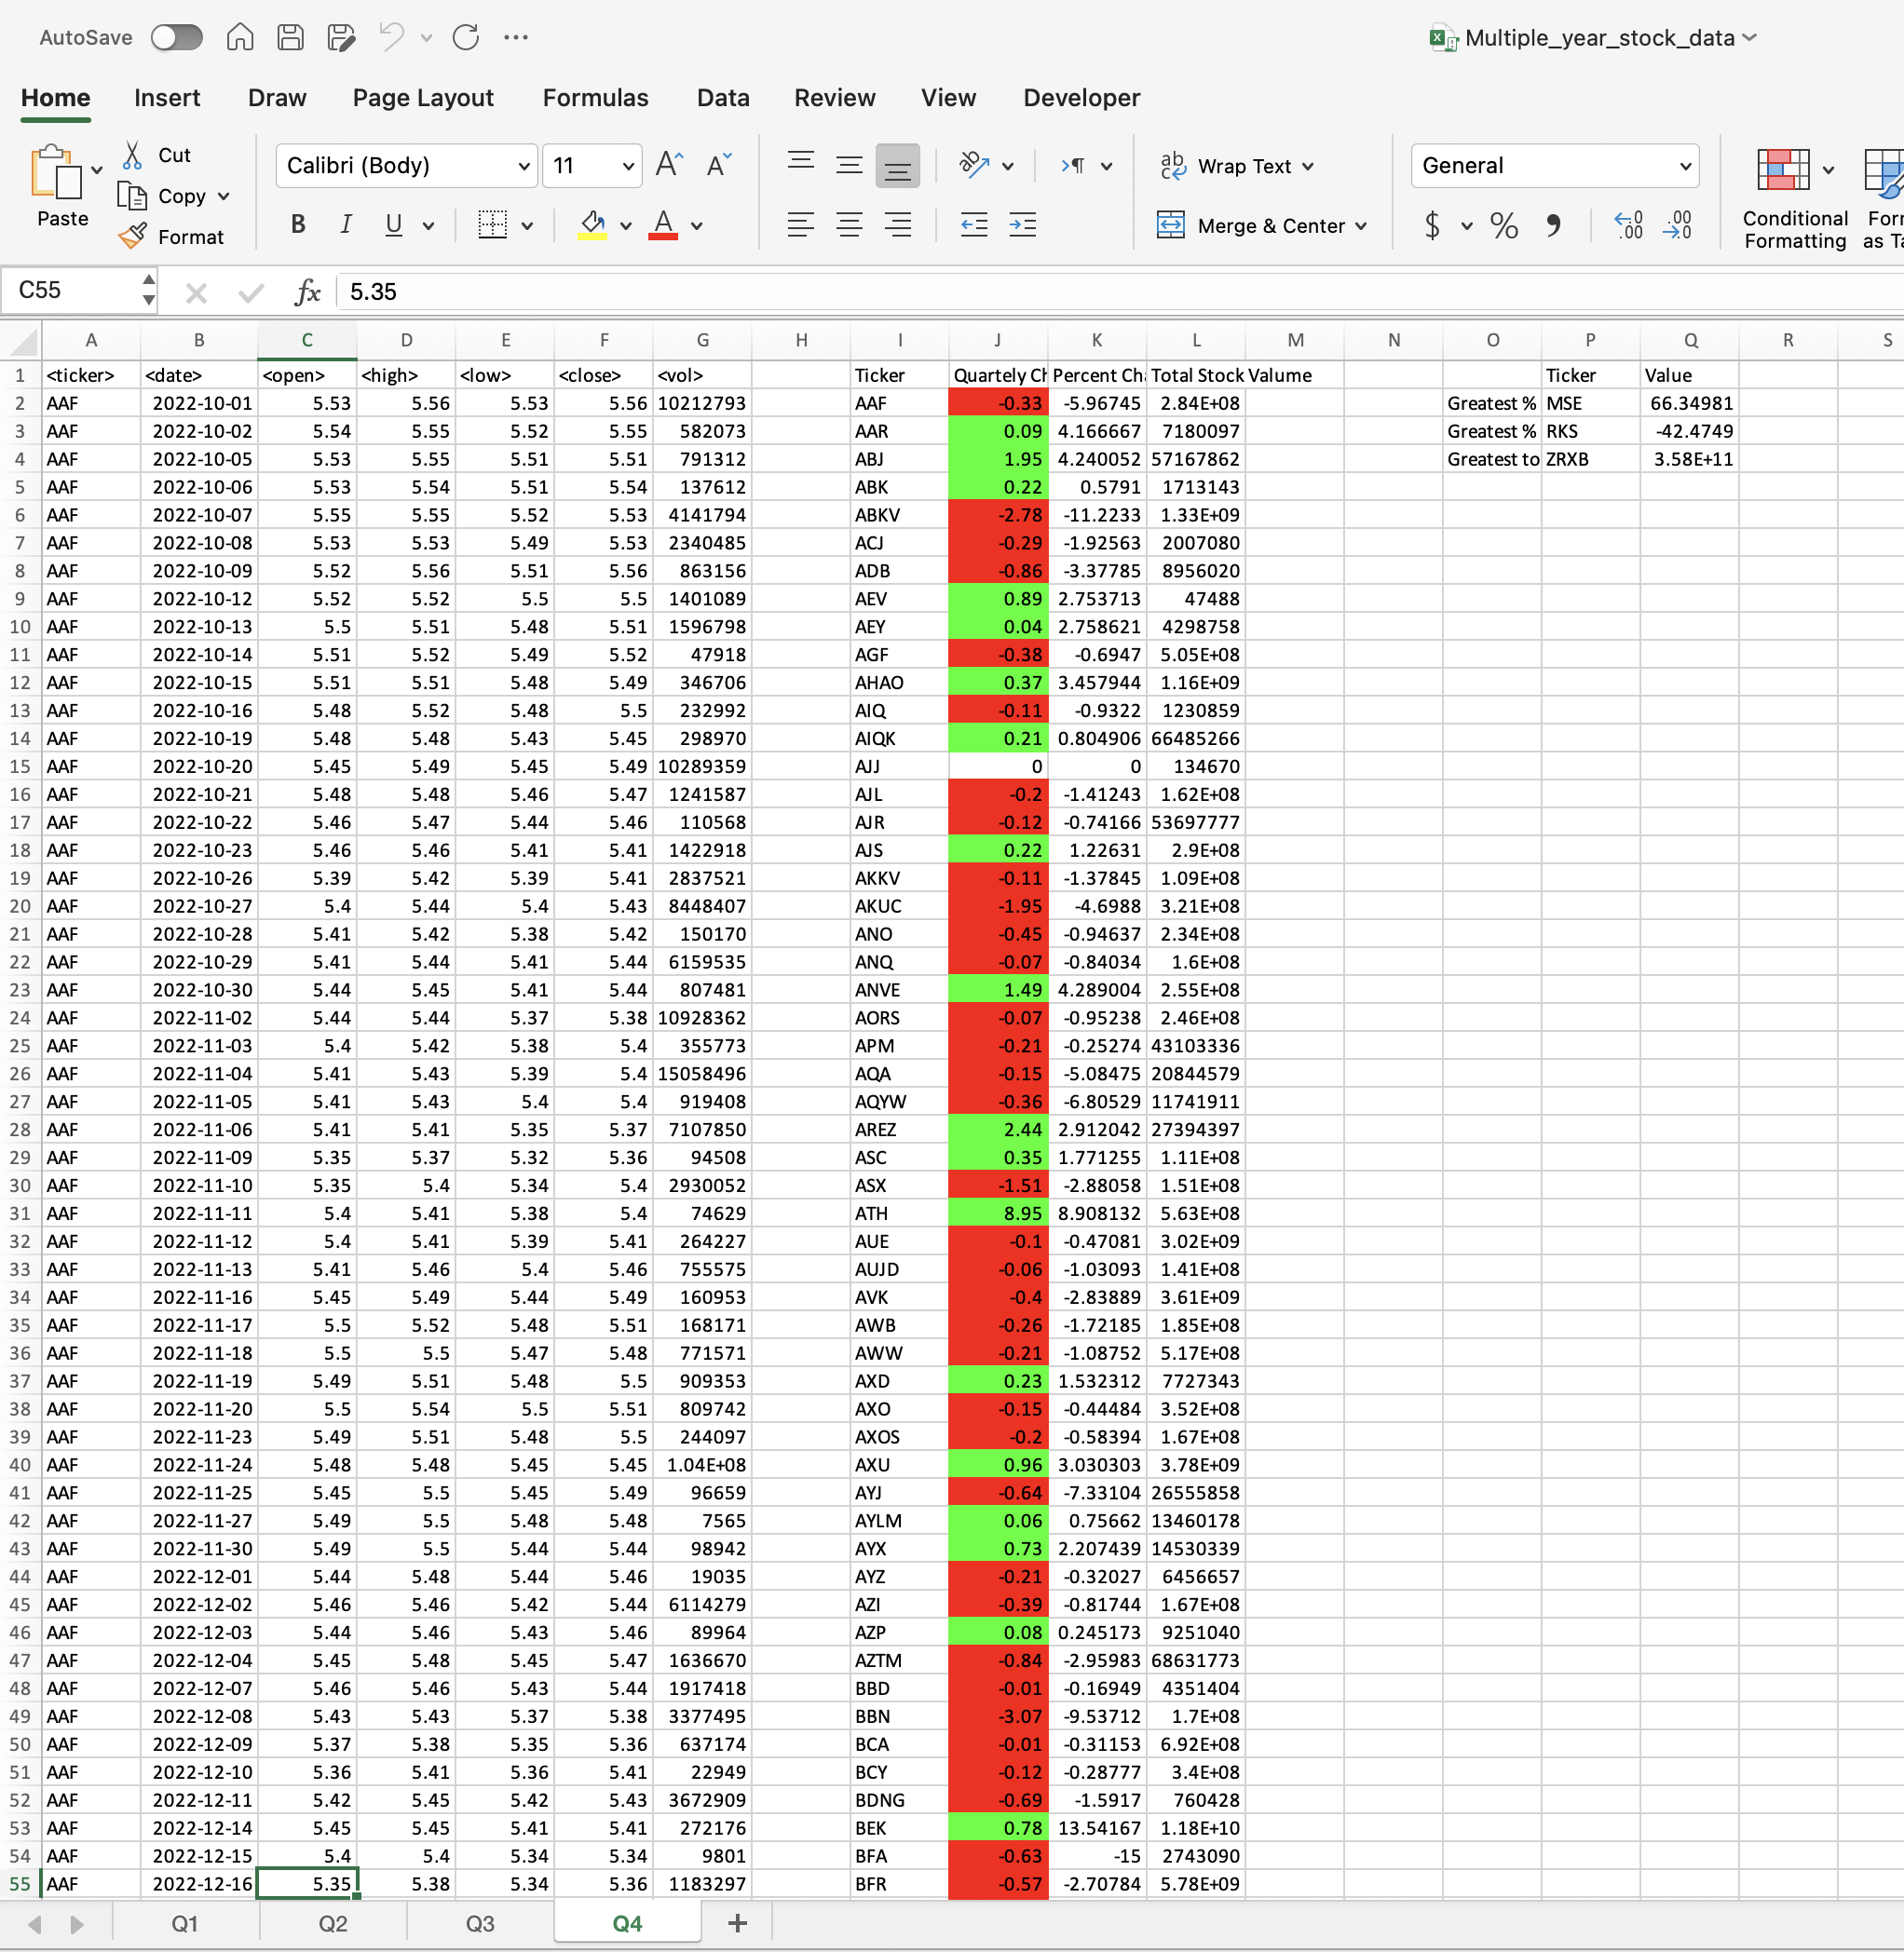 AutoSave Multiple_year_stock_data
Home Insert Draw Page Layout Formulas Data Review View Developer
Paste Cut Calibri (Body) 11 A A ab Wrap Text General Conditional Formatting
Copy B I U A Merge & Center $ % .0 .00 .00 .0
Format
C55 fx 5.35
A B C D E F G H I J K L M N O P Q R S
1 <ticker> <date> <open> <high> <low> <close> <vol> Ticker Quartely Ch Percent Cha Total Stock Valume Ticker Value
2 AAF 2022-10-01 5.53 5.56 5.53 5.56 10212793 AAF -0.33 -5.96745 2.84E+08 Greatest % MSE 66.34981
3 AAF 2022-10-02 5.54 5.55 5.52 5.55 582073 AAR 0.09 4.166667 7180097 Greatest % RKS -42.4749
4 AAF 2022-10-05 5.53 5.55 5.51 5.51 791312 ABJ 1.95 4.240052 57167862 Greatest to ZRXB 3.58E+11
5 AAF 2022-10-06 5.53 5.54 5.51 5.54 137612 ABK 0.22 0.5791 1713143
6 AAF 2022-10-07 5.55 5.55 5.52 5.53 4141794 ABKV -2.78 -11.2233 1.33E+09
7 AAF 2022-10-08 5.53 5.53 5.49 5.53 2340485 ACJ -0.29 -1.92563 2007080
8 AAF 2022-10-09 5.52 5.56 5.51 5.56 863156 ADB -0.86 -3.37785 8956020
9 AAF 2022-10-12 5.52 5.52 5.5 5.5 1401089 AEV 0.89 2.753713 47488
10 AAF 2022-10-13 5.5 5.51 5.48 5.51 1596798 AEY 0.04 2.758621 4298758
11 AAF 2022-10-14 5.51 5.52 5.49 5.52 47918 AGF -0.38 -0.6947 5.05E+08
12 AAF 2022-10-15 5.51 5.51 5.48 5.49 346706 AHAO 0.37 3.457944 1.16E+09
13 AAF 2022-10-16 5.48 5.52 5.48 5.5 232992 AIQ -0.11 -0.9322 1230859
14 AAF 2022-10-19 5.48 5.48 5.43 5.45 298970 AIQK 0.21 0.804906 66485266
15 AAF 2022-10-20 5.45 5.49 5.45 5.49 10289359 AJJ 0 0 134670
16 AAF 2022-10-21 5.48 5.48 5.46 5.47 1241587 AJL -0.2 -1.41243 1.62E+08
17 AAF 2022-10-22 5.46 5.47 5.44 5.46 110568 AJR -0.12 -0.74166 53697777
18 AAF 2022-10-23 5.46 5.46 5.41 5.41 1422918 AJS 0.22 1.22631 2.9E+08
19 AAF 2022-10-26 5.39 5.42 5.39 5.41 2837521 AKKV -0.11 -1.37845 1.09E+08
20 AAF 2022-10-27 5.4 5.44 5.4 5.43 8448407 AKUC -1.95 -4.6988 3.21E+08
21 AAF 2022-10-28 5.41 5.42 5.38 5.42 150170 ANO -0.45 -0.94637 2.34E+08
22 AAF 2022-10-29 5.41 5.44 5.41 5.44 6159535 ANQ -0.07 -0.84034 1.6E+08
23 AAF 2022-10-30 5.44 5.45 5.41 5.44 807481 ANVE 1.49 4.289004 2.55E+08
24 AAF 2022-11-02 5.44 5.44 5.37 5.38 10928362 AORS -0.07 -0.95238 2.46E+08
25 AAF 2022-11-03 5.4 5.42 5.38 5.4 355773 APM -0.21 -0.25274 43103336
26 AAF 2022-11-04 5.41 5.43 5.39 5.4 15058496 AQA -0.15 -5.08475 20844579
27 AAF 2022-11-05 5.41 5.43 5.4 5.4 919408 AQYW -0.36 -6.80529 11741911
28 AAF 2022-11-06 5.41 5.41 5.35 5.37 7107850 AREZ 2.44 2.912042 27394397
29 AAF 2022-11-09 5.35 5.37 5.32 5.36 94508 ASC 0.35 1.771255 1.11E+08
30 AAF 2022-11-10 5.35 5.4 5.34 5.4 2930052 ASX -1.51 -2.88058 1.51E+08
31 AAF 2022-11-11 5.4 5.41 5.38 5.4 74629 ATH 8.95 8.908132 5.63E+08
32 AAF 2022-11-12 5.4 5.41 5.39 5.41 264227 AUE -0.1 -0.47081 3.02E+09
33 AAF 2022-11-13 5.41 5.46 5.4 5.46 755575 AUJD -0.06 -1.03093 1.41E+08
34 AAF 2022-11-16 5.45 5.49 5.44 5.49 160953 AVK -0.4 -2.83889 3.61E+09
35 AAF 2022-11-17 5.5 5.52 5.48 5.51 168171 AWB -0.26 -1.72185 1.85E+08
36 AAF 2022-11-18 5.5 5.5 5.47 5.48 771571 AWW -0.21 -1.08752 5.17E+08
37 AAF 2022-11-19 5.49 5.51 5.48 5.5 909353 AXD 0.23 1.532312 7727343
38 AAF 2022-11-20 5.5 5.54 5.5 5.51 809742 AXO -0.15 -0.44484 3.52E+08
39 AAF 2022-11-23 5.49 5.51 5.48 5.5 244097 AXOS -0.2 -0.58394 1.67E+08
40 AAF 2022-11-24 5.48 5.48 5.45 5.45 1.04E+08 AXU 0.96 3.030303 3.78E+09
41 AAF 2022-11-25 5.45 5.5 5.45 5.49 96659 AYJ -0.64 -7.33104 26555858
42 AAF 2022-11-27 5.49 5.5 5.48 5.48 7565 AYLM 0.06 0.75662 13460178
43 AAF 2022-11-30 5.49 5.5 5.44 5.44 98942 AYX 0.73 2.207439 14530339
44 AAF 2022-12-01 5.44 5.48 5.44 5.46 19035 AYZ -0.21 -0.32027 6456657
45 AAF 2022-12-02 5.46 5.46 5.42 5.44 6114279 AZI -0.39 -0.81744 1.67E+08
46 AAF 2022-12-03 5.44 5.46 5.43 5.46 89964 AZP 0.08 0.245173 9251040
47 AAF 2022-12-04 5.45 5.48 5.45 5.47 1636670 AZTM -0.84 -2.95983 68631773
48 AAF 2022-12-07 5.46 5.46 5.43 5.44 1917418 BBD -0.01 -0.16949 4351404
49 AAF 2022-12-08 5.43 5.43 5.37 5.38 3377495 BBN -3.07 -9.53712 1.7E+08
50 AAF 2022-12-09 5.37 5.38 5.35 5.36 637174 BCA -0.01 -0.31153 6.92E+08
51 AAF 2022-12-10 5.36 5.41 5.36 5.41 22949 BCY -0.12 -0.28777 3.4E+08
52 AAF 2022-12-11 5.42 5.45 5.42 5.43 3672909 BDNG -0.69 -1.5917 760428
53 AAF 2022-12-14 5.45 5.45 5.41 5.41 272176 BEK 0.78 13.54167 1.18E+10
54 AAF 2022-12-15 5.4 5.4 5.34 5.34 9801 BFA -0.63 -15 2743090
55 AAF 2022-12-16 5.35 5.38 5.34 5.36 1183297 BFR -0.57 -2.70784 5.78E+09
Q1 Q2 Q3 Q4 +